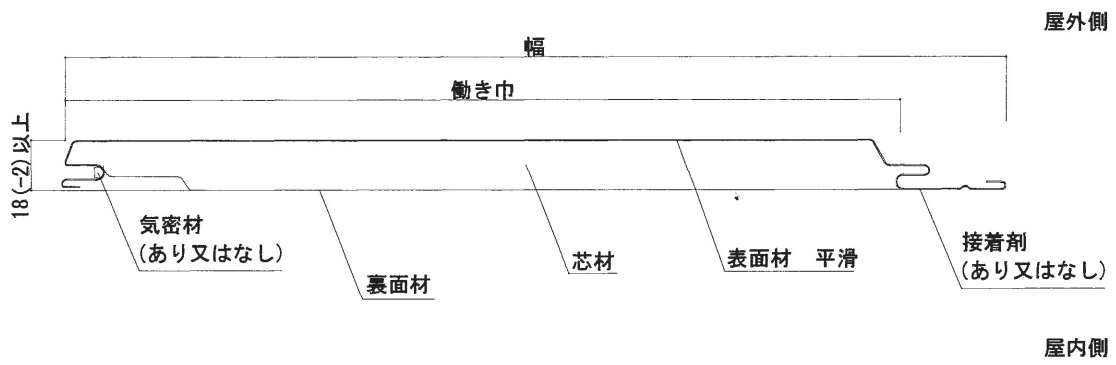 屋外側
幅
働き巾
18(-2)以上
気密材
(あり又はなし)
裏面材
芯材
表面材　平滑
接着剤
(あり又はなし)
屋内側